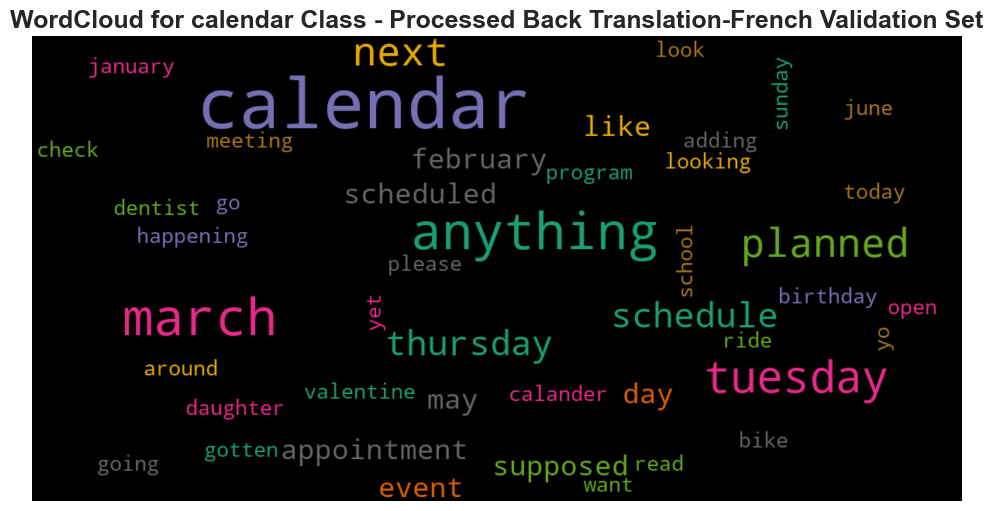 WordCloud for calendar Class - Processed Back Translation-French Validation Set
next
look
january
calendar
sunday
june
like
check
meeting
adding
february
looking
program
scheduled
today
dentist
go
happening
anything
planned
school
please
birthday
march
yet
schedule
open
thursday
ride
yo
around
tuesday
valentine
may
calander
day
daughter
bike
gotten
appointment
going
supposed
read
event
want